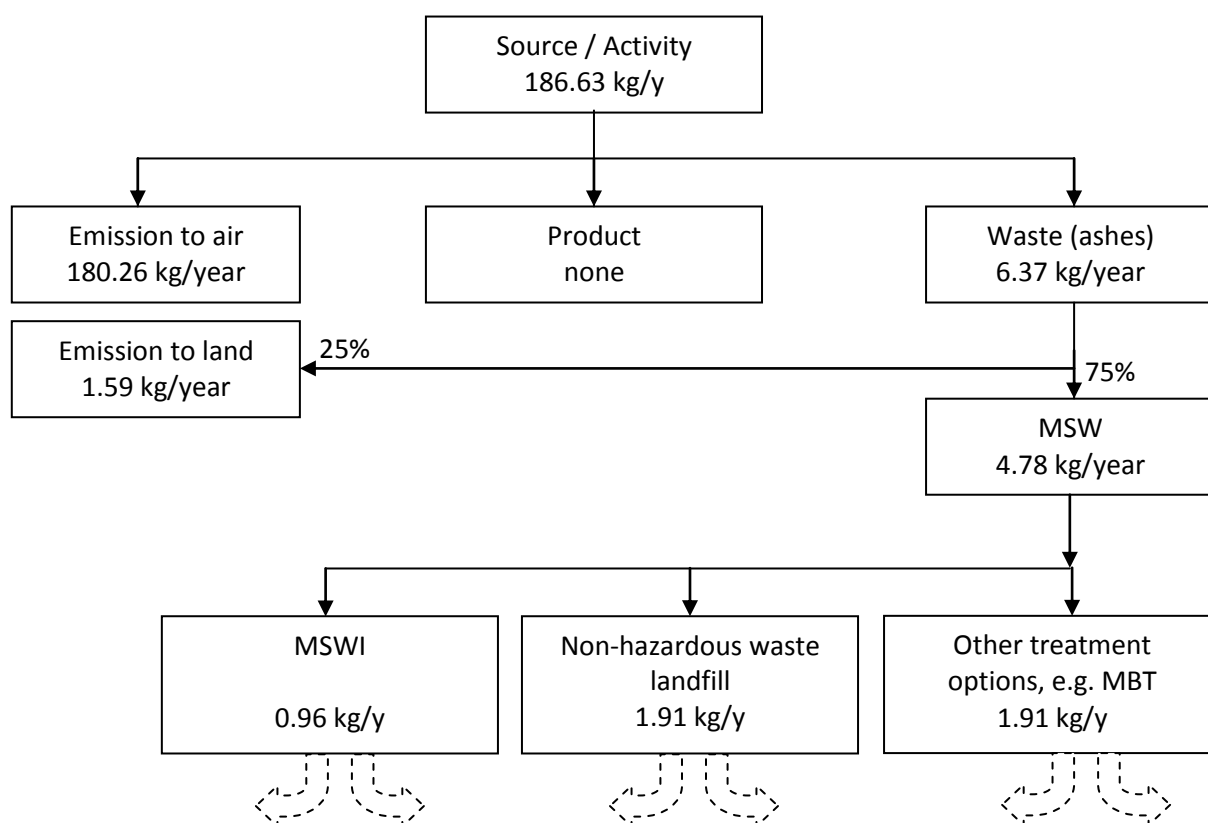 Source / Activity
186.63 kg/y
Emission to air
180.26 kg/year
Product
none
Waste (ashes)
6.37 kg/year
Emission to land
1.59 kg/year
25%
75%
MSW
4.78 kg/year
MSWI
0.96 kg/y
Non-hazardous waste
landfill
1.91 kg/y
Other treatment
options, e.g. MBT
1.91 kg/y